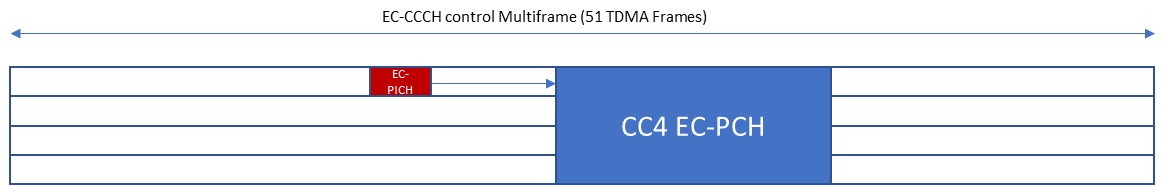 EC-CCCH control Multiframe (51 TDMA Frames)
EC-
PICH
CC4 EC-PCH